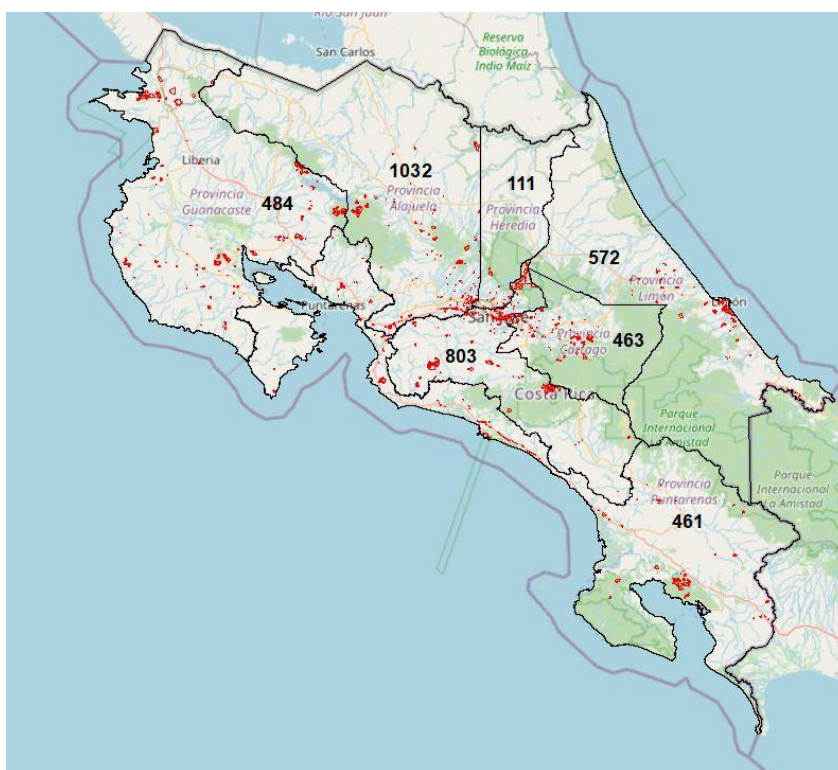 San Carlos
Reserva
Biológica
Indio Maíz
Liberia
1032
Provincia
Alajuela
111
Provincia
Heredia
Provincia
Guanacaste
484
572
Provincia
Limón
Limón
Puntarenas
San José
803
Provincia
Cartago
463
Costa Rica
Parque
Internacional
La Amistad
Parque
Internacional
La Amistad
Provincia
Puntarenas
461